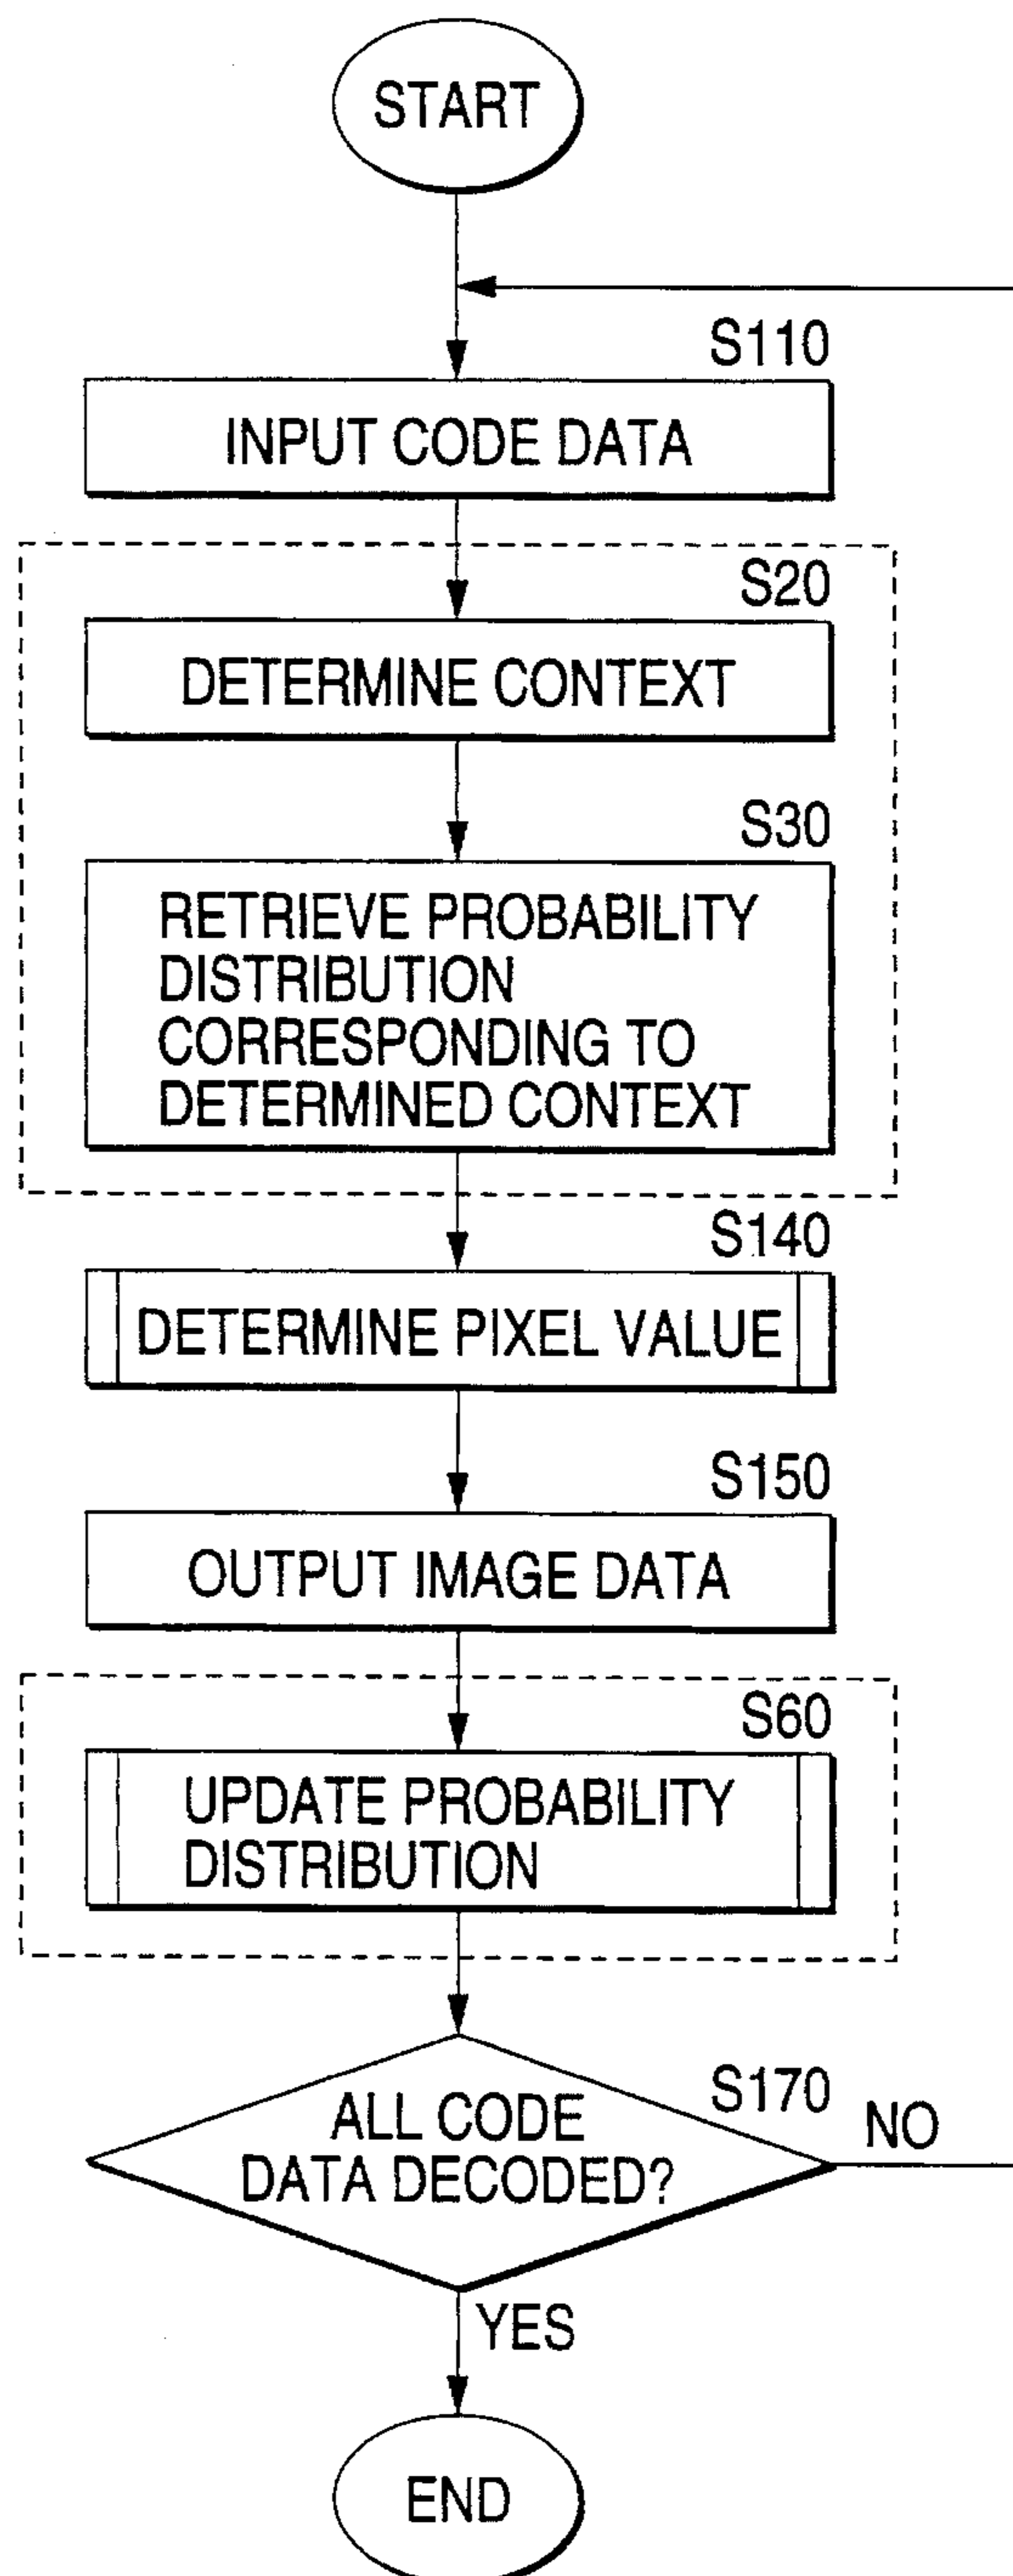 START
S110
INPUT CODE DATA
S20
DETERMINE CONTEXT
S30
RETRIEVE PROBABILITY
DISTRIBUTION
CORRESPONDING TO
DETERMINED CONTEXT
S140
DETERMINE PIXEL VALUE
S150
OUTPUT IMAGE DATA
S60
UPDATE PROBABILITY
DISTRIBUTION
S170
ALL CODE
DATA DECODED?
NO
YES
END